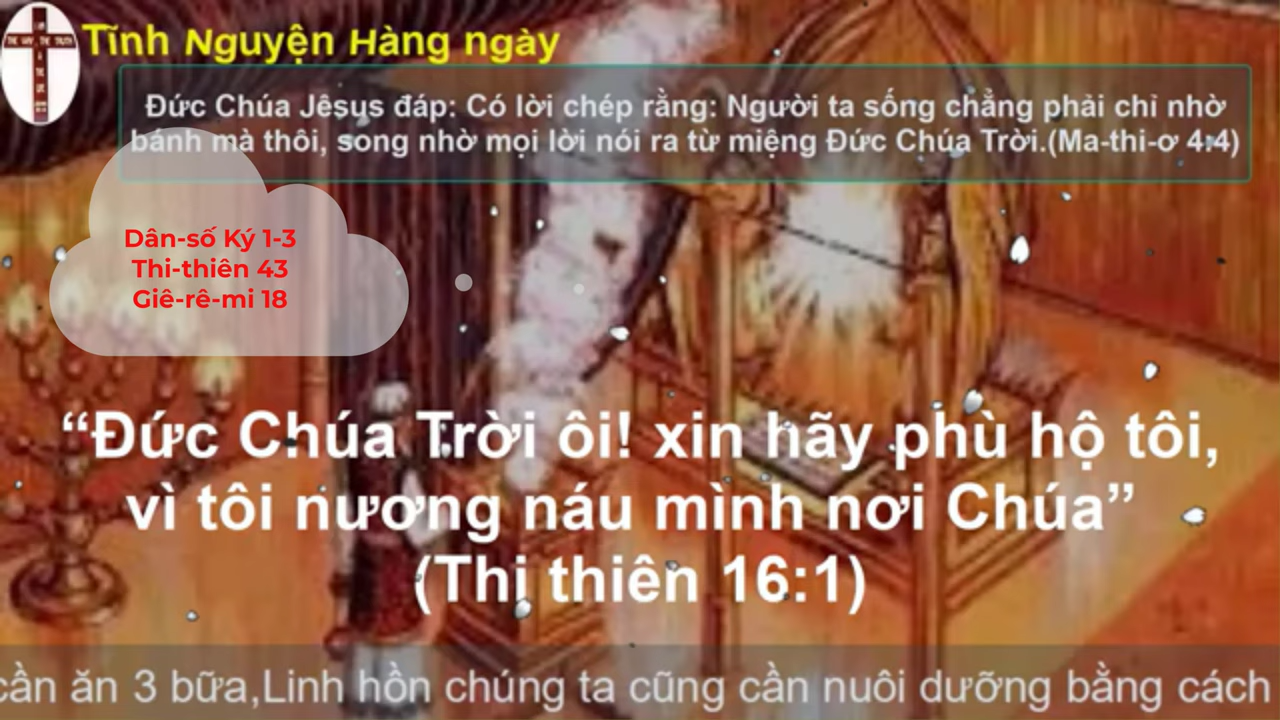 Tĩnh Nguyện Hàng ngày
Đức Chúa Jêsus đáp: Có lời chép rằng: Người ta sống chẳng phải chỉ nhờ
bánh mà thôi, song nhờ mọi lời nói ra từ miệng Đức Chúa Trời.(Ma-thi-ơ 4:4)
Dân-số Ký 1-3
Thi-thiên 43
Giê-rê-mi 18
“Đức Chúa Trời ôi! xin hãy phù hộ tôi,
vì tôi nương náu mình nơi Chúa”
(Thi thiên 16:1)
cần ăn 3 bữa,Linh hồn chúng ta cũng cần nuôi dưỡng bằng cách